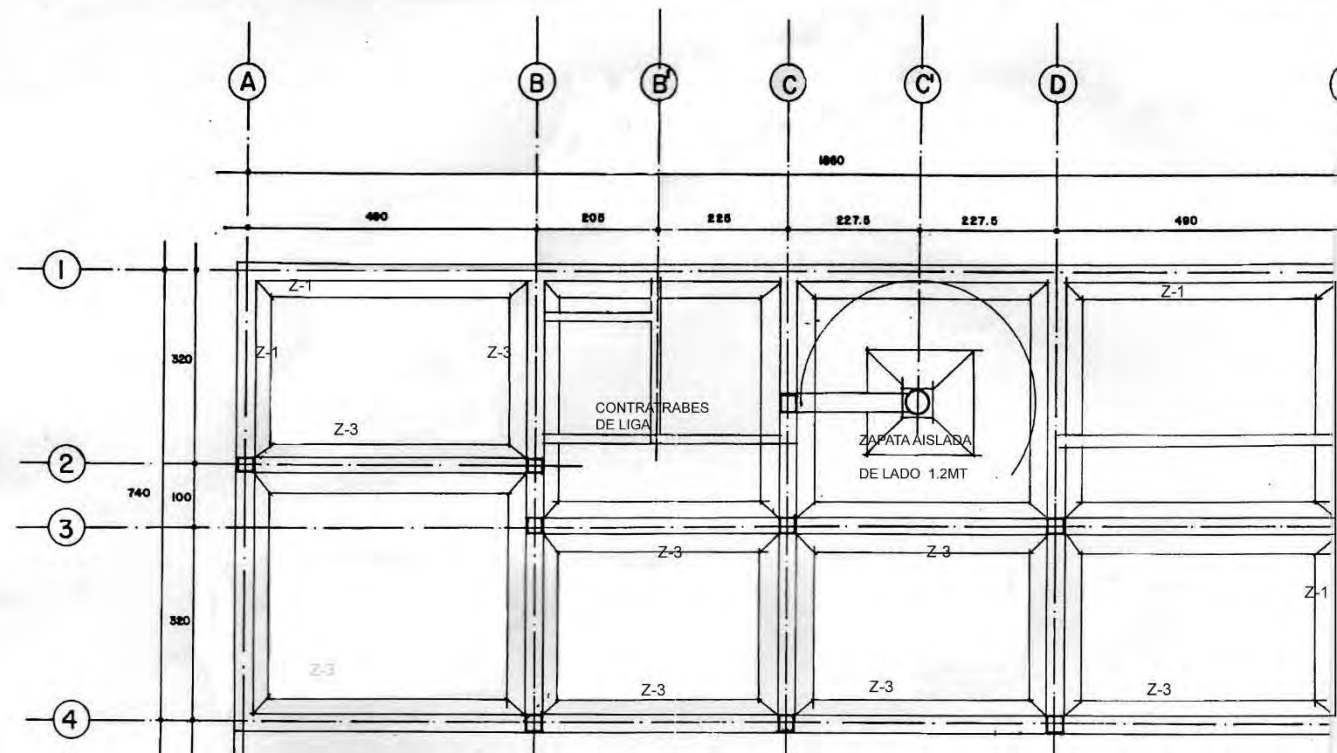 A B B' C C' D
1860
490 205 225 227.5 227.5 490
1
Z-1 Z-1
320 Z-1 Z-3
CONTRATRABES
DE LIGA
Z-3
ZAPATA AISLADA
2
DE LADO 1.2MT
740 100
3
Z-3 Z-3
Z-1
320
Z-3
Z-3 Z-3 Z-3
4